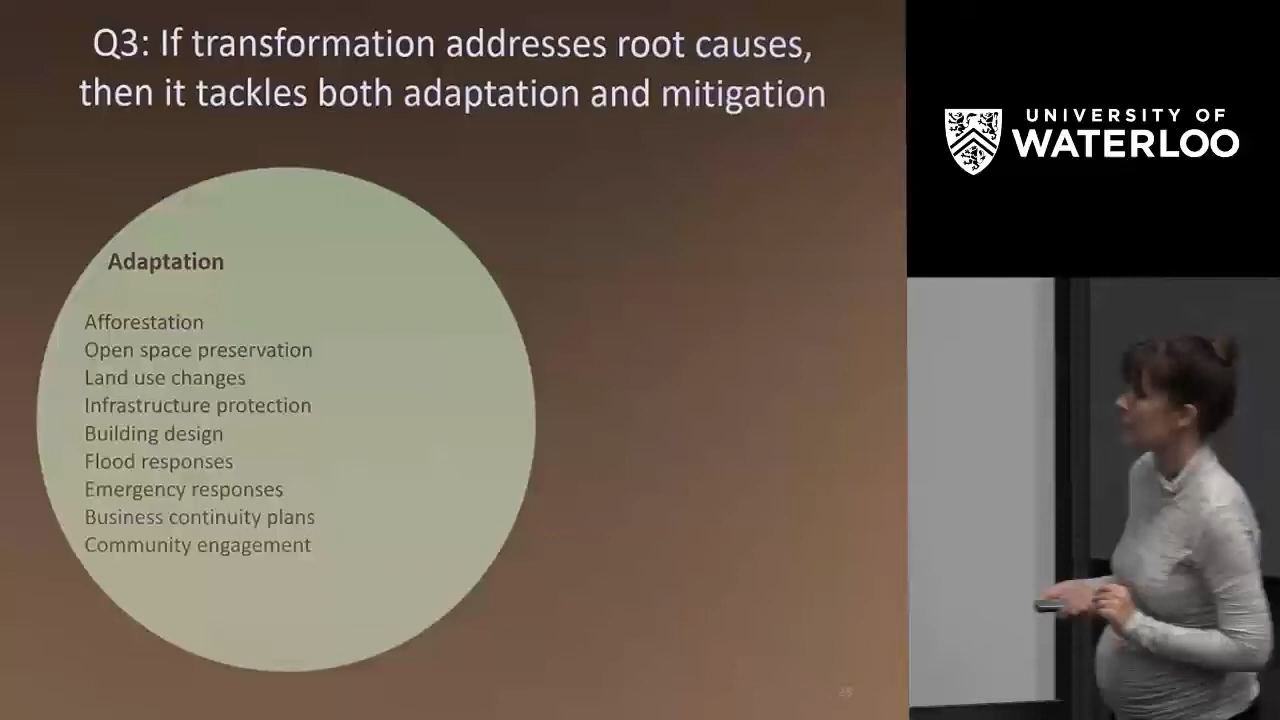 Q3: If transformation addresses root causes,
then it tackles both adaptation and mitigation
UNIVERSITY OF
WATERLOO
Adaptation
Afforestation
Open space preservation
Land use changes
Infrastructure protection
Building design
Flood responses
Emergency responses
Business continuity plans
Community engagement